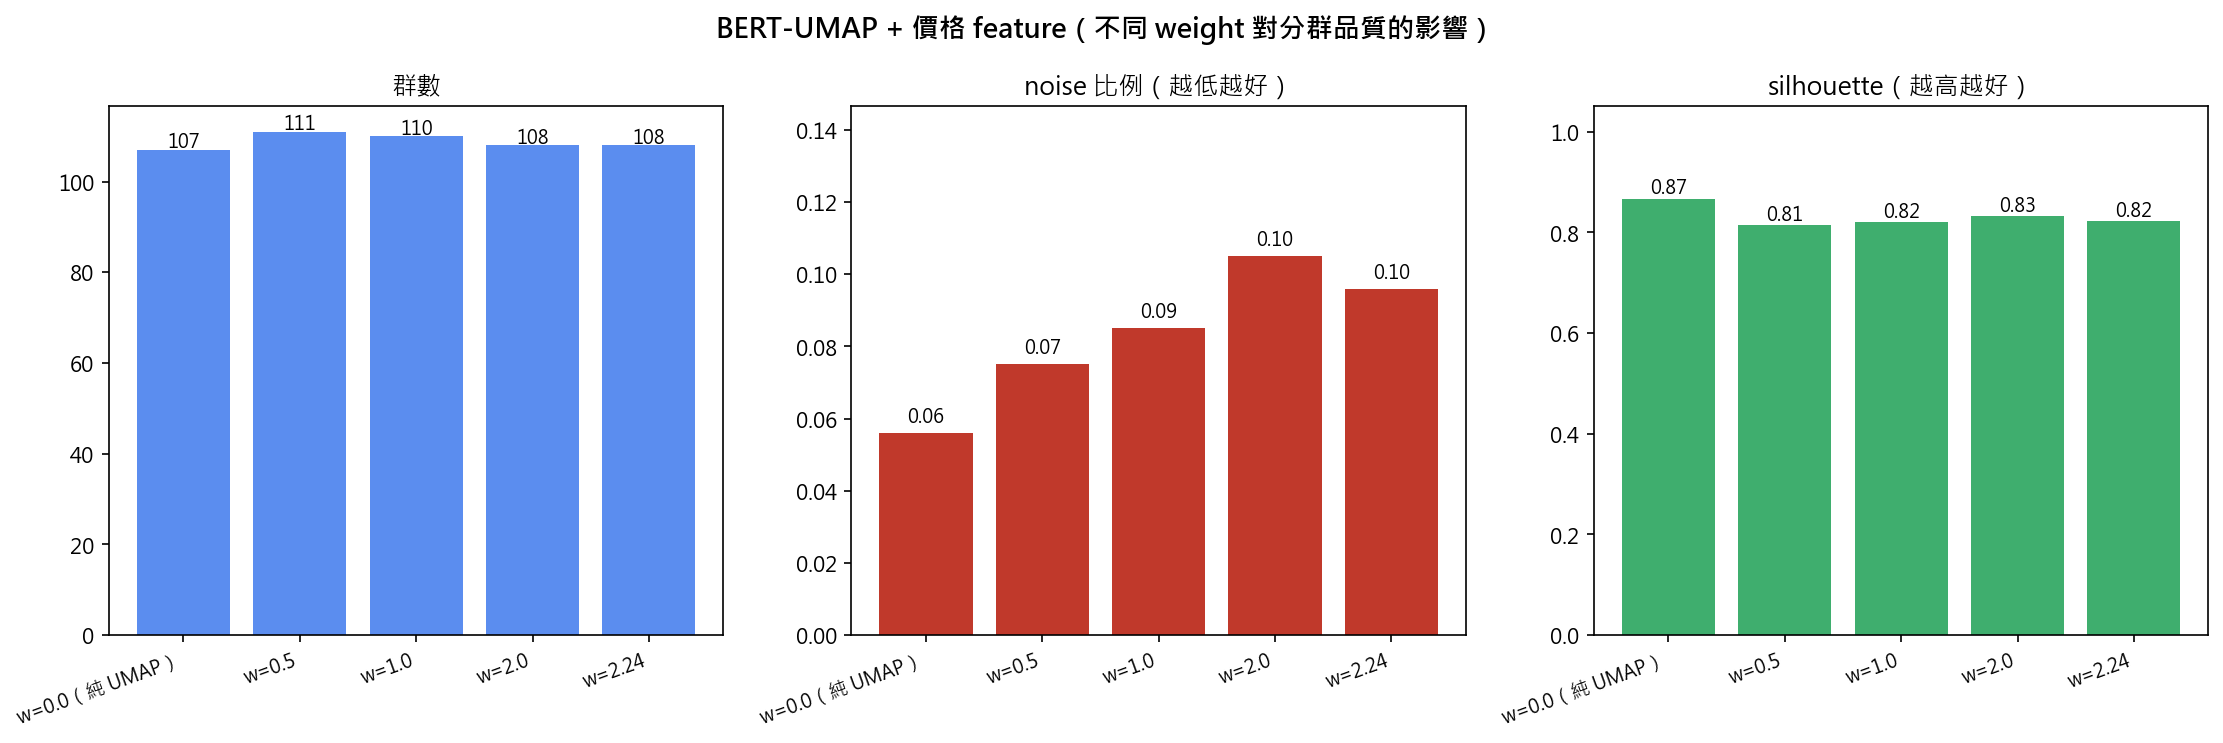 BERT-UMAP + 價格 feature（不同 weight 對分群品質的影響）
群數
107
111
110
108
108
100
80
60
40
20
0
w=0.0（純 UMAP）
w=0.5
w=1.0
w=2.0
w=2.24
noise 比例（越低越好）
0.14
0.12
0.10
0.08
0.06
0.04
0.02
0.00
0.06
0.07
0.09
0.10
0.10
w=0.0（純 UMAP）
w=0.5
w=1.0
w=2.0
w=2.24
silhouette（越高越好）
1.0
0.8
0.6
0.4
0.2
0.0
0.87
0.81
0.82
0.83
0.82
w=0.0（純 UMAP）
w=0.5
w=1.0
w=2.0
w=2.24